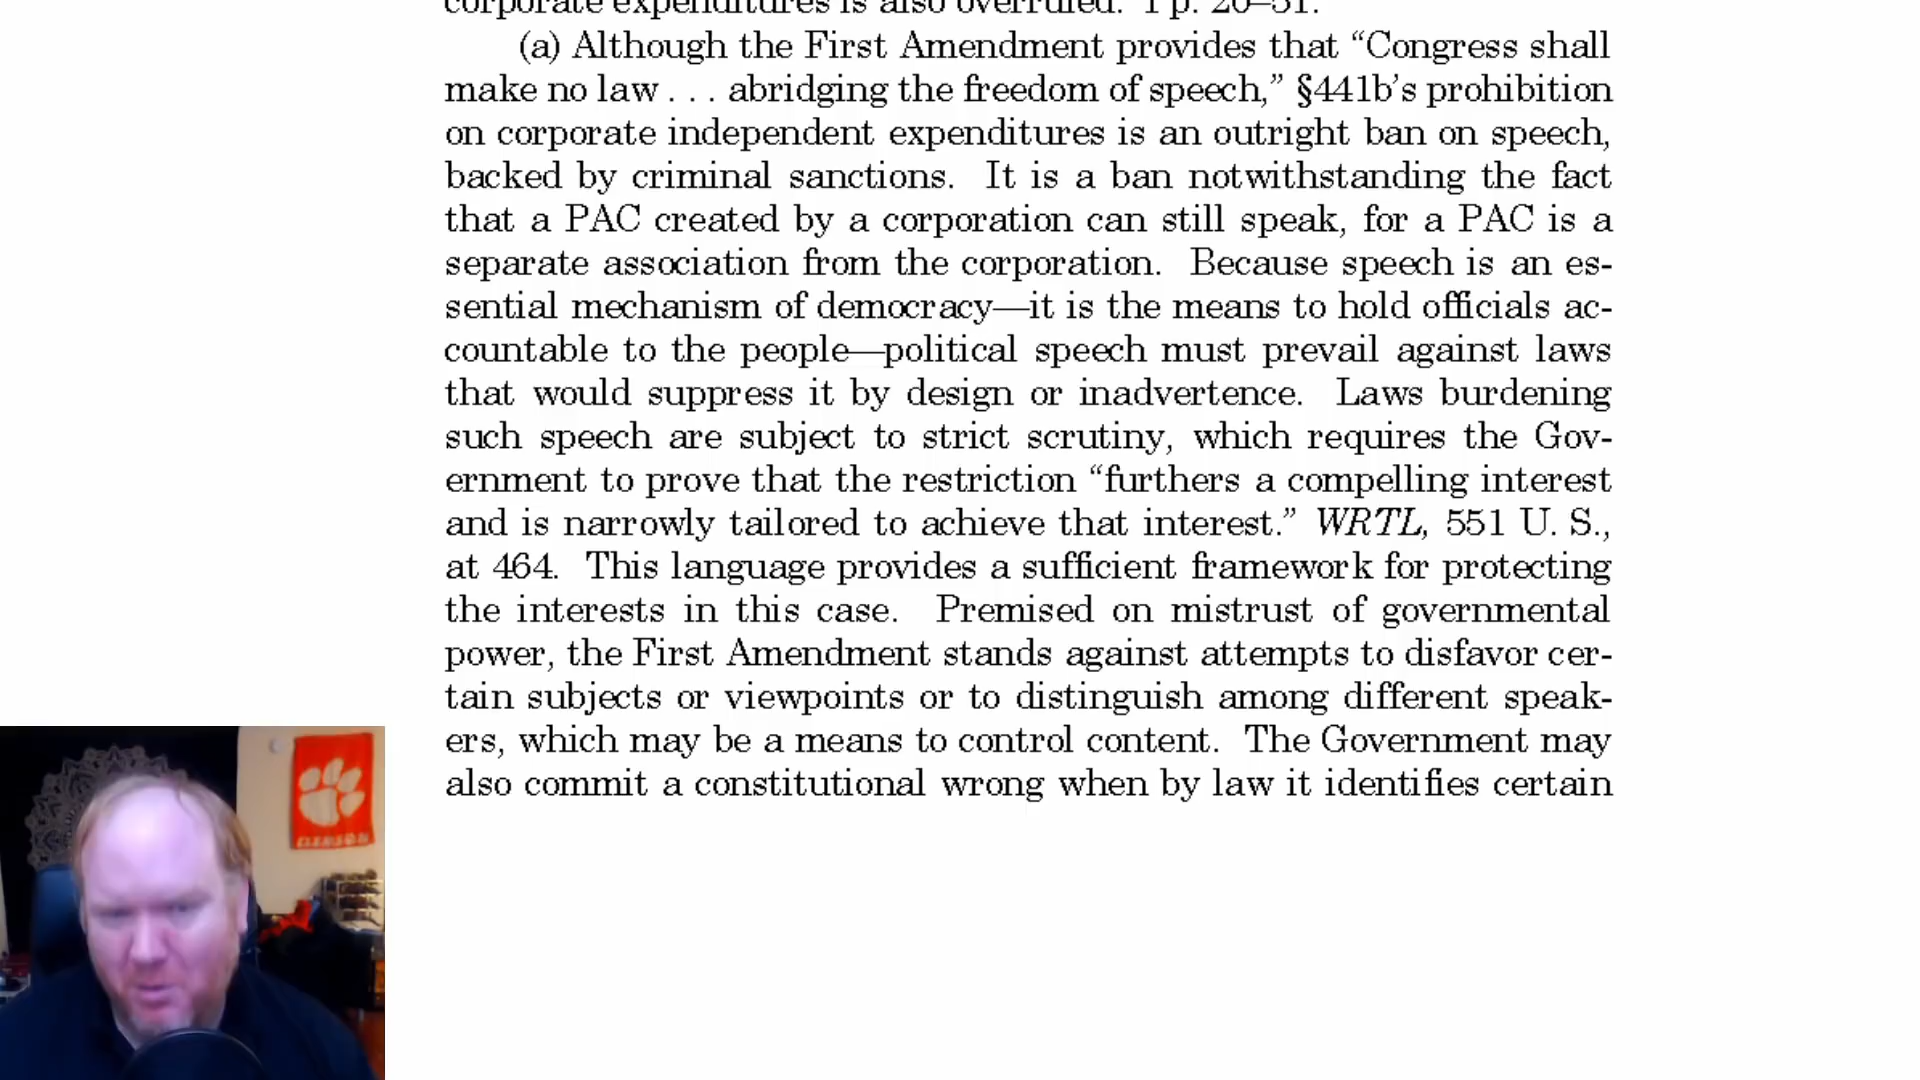 corporate expenditures is also overruled. Pp. 20–51.
(a) Although the First Amendment provides that “Congress shall
make no law . . . abridging the freedom of speech,” §441b’s prohibition
on corporate independent expenditures is an outright ban on speech,
backed by criminal sanctions. It is a ban notwithstanding the fact
that a PAC created by a corporation can still speak, for a PAC is a
separate association from the corporation. Because speech is an es-
sential mechanism of democracy—it is the means to hold officials ac-
countable to the people—political speech must prevail against laws
that would suppress it by design or inadvertence. Laws burdening
such speech are subject to strict scrutiny, which requires the Gov-
ernment to prove that the restriction “furthers a compelling interest
and is narrowly tailored to achieve that interest.” WRTL, 551 U. S.,
at 464. This language provides a sufficient framework for protecting
the interests in this case. Premised on mistrust of governmental
power, the First Amendment stands against attempts to disfavor cer-
tain subjects or viewpoints or to distinguish among different speak-
ers, which may be a means to control content. The Government may
also commit a constitutional wrong when by law it identifies certain
CLEMSON